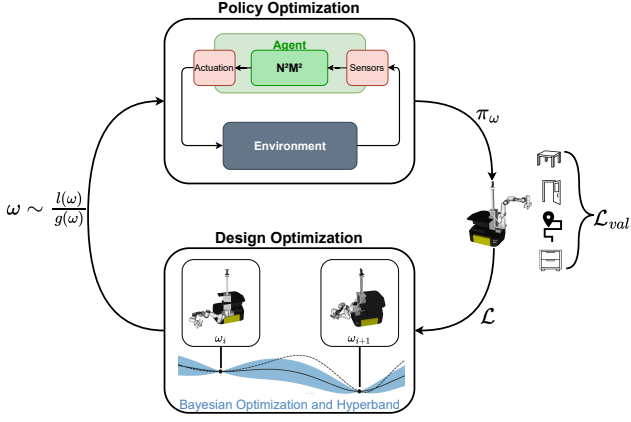 Policy Optimization
Agent
Actuation
N²M²
Sensors
Environment
π_ω
ω ~ l(ω)/g(ω)
ℒ_val
Design Optimization
ω_i
ω_{i+1}
ℒ
Bayesian Optimization and Hyperband